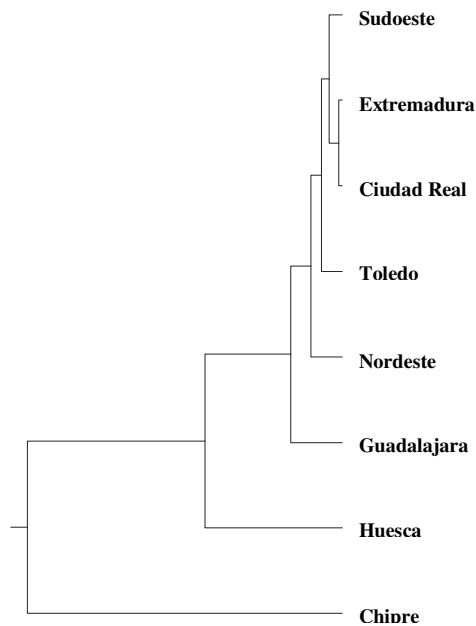 Sudoeste
Extremadura
Ciudad Real
Toledo
Nordeste
Guadalajara
Huesca
Chipre